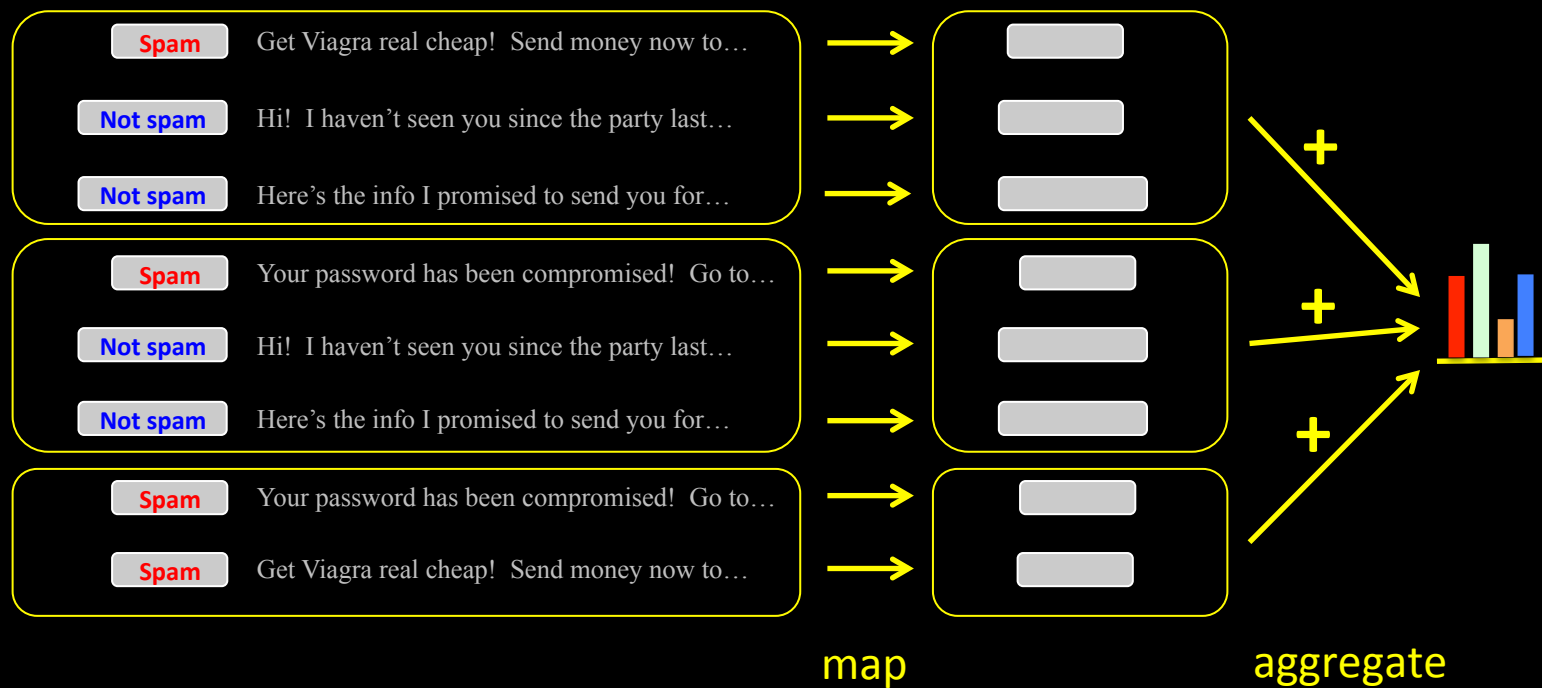 Spam Get Viagra real cheap! Send money now to…
Not spam Hi! I haven’t seen you since the party last…
Not spam Here’s the info I promised to send you for…
Spam Your password has been compromised! Go to…
Not spam Hi! I haven’t seen you since the party last…
Not spam Here’s the info I promised to send you for…
Spam Your password has been compromised! Go to…
Spam Get Viagra real cheap! Send money now to…
+
+
+
map aggregate